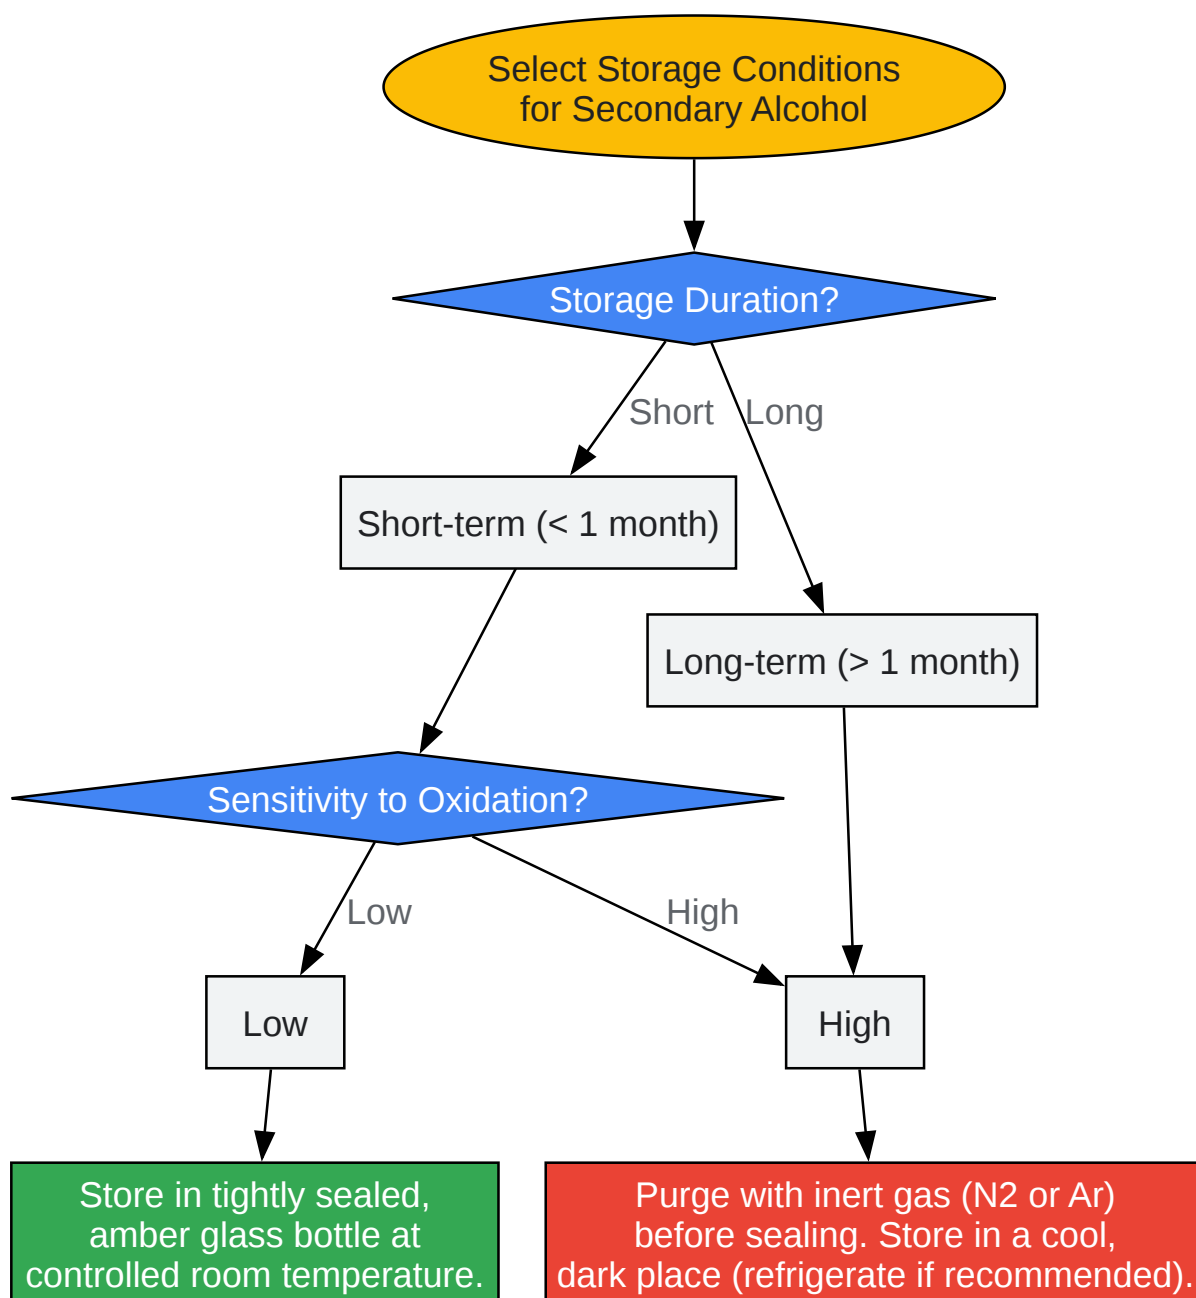 Select Storage Conditions
for Secondary Alcohol
Storage Duration?
Short
Long
Short-term (< 1 month)
Long-term (> 1 month)
Sensitivity to Oxidation?
Low
High
Low
High
Store in tightly sealed,
amber glass bottle at
controlled room temperature.
Purge with inert gas (N2 or Ar)
before sealing. Store in a cool,
dark place (refrigerate if recommended).